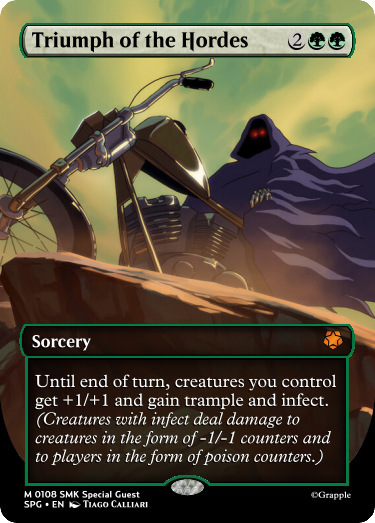 Triumph of the Hordes 2
Sorcery
Until end of turn, creatures you control
get +1/+1 and gain trample and infect.
(Creatures with infect deal damage to
creatures in the form of -1/-1 counters and
to players in the form of poison counters.)
M 0108 SMK Special Guest
SPG • EN Tiago Calliari
©Grapple